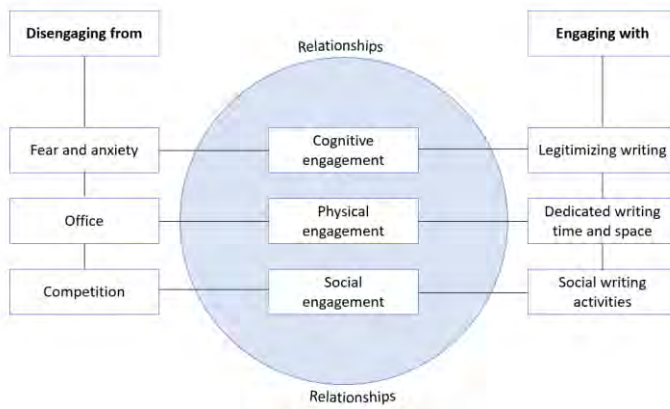 Disengaging from
Relationships
Engaging with
Fear and anxiety
Cognitive
engagement
Legitimizing writing
Office
Physical
engagement
Dedicated writing
time and space
Competition
Social
engagement
Social writing
activities
Relationships